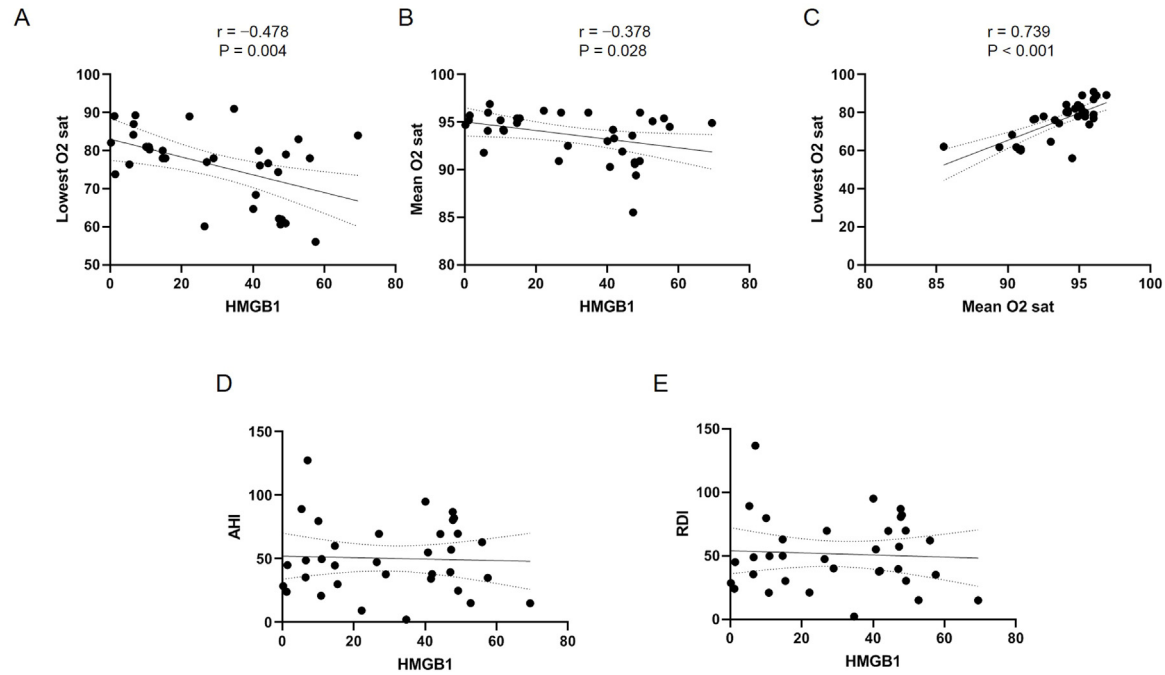 A
r = −0.478
P = 0.004
100
90
80
70
60
50
Lowest O2 sat
0 20 40 60 80
HMGB1
B
r = −0.378
P = 0.028
100
95
90
85
80
Mean O2 sat
0 20 40 60 80
HMGB1
C
r = 0.739
P < 0.001
100
80
60
40
20
0
Lowest O2 sat
80 85 90 95 100
Mean O2 sat
D
150
100
50
0
AHI
0 20 40 60 80
HMGB1
E
150
100
50
0
RDI
0 20 40 60 80
HMGB1